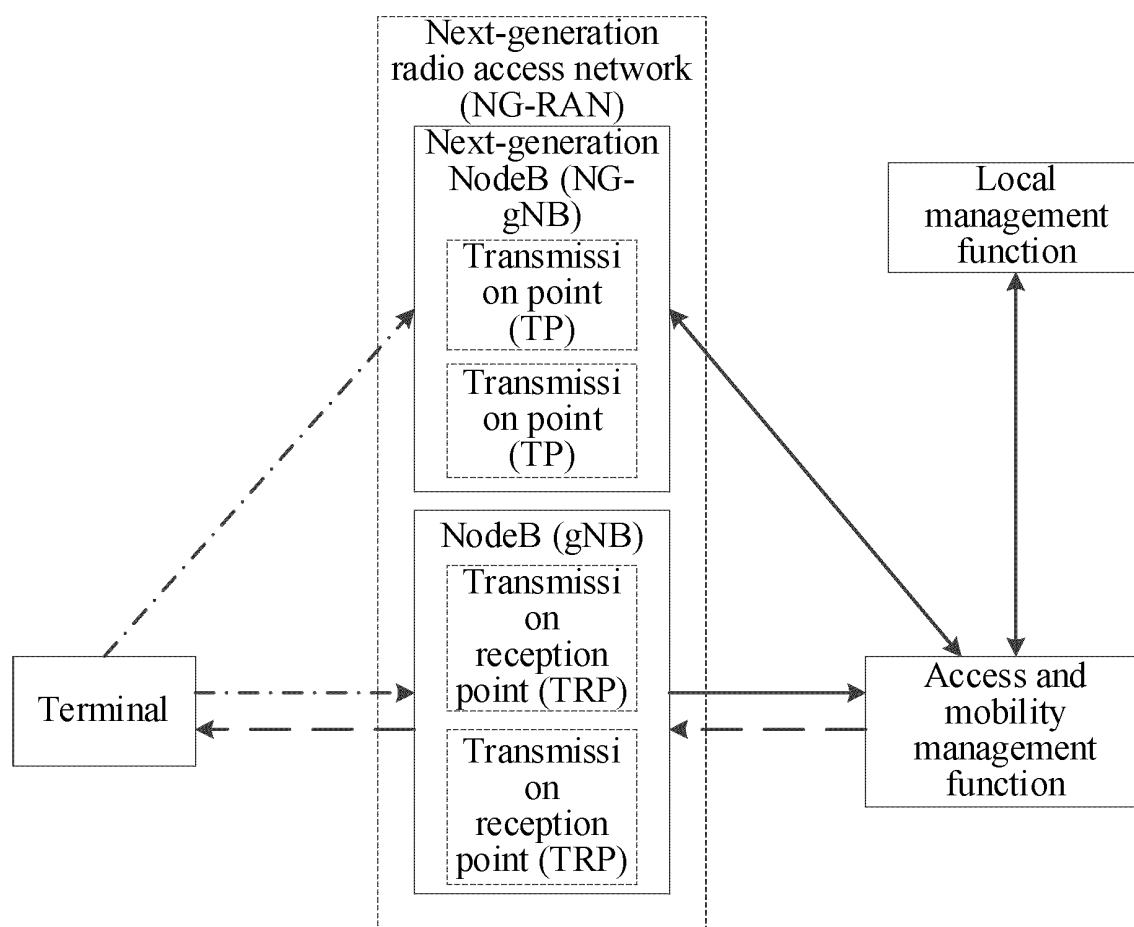 Next-generation
radio access network
(NG-RAN)
Next-generation
NodeB (NG-
gNB)
Transmissi
on point
(TP)
Transmissi
on point
(TP)
NodeB (gNB)
Transmissi
on
reception
point (TRP)
Transmissi
on
reception
point (TRP)
Terminal
Local
management
function
Access and
mobility
management
function